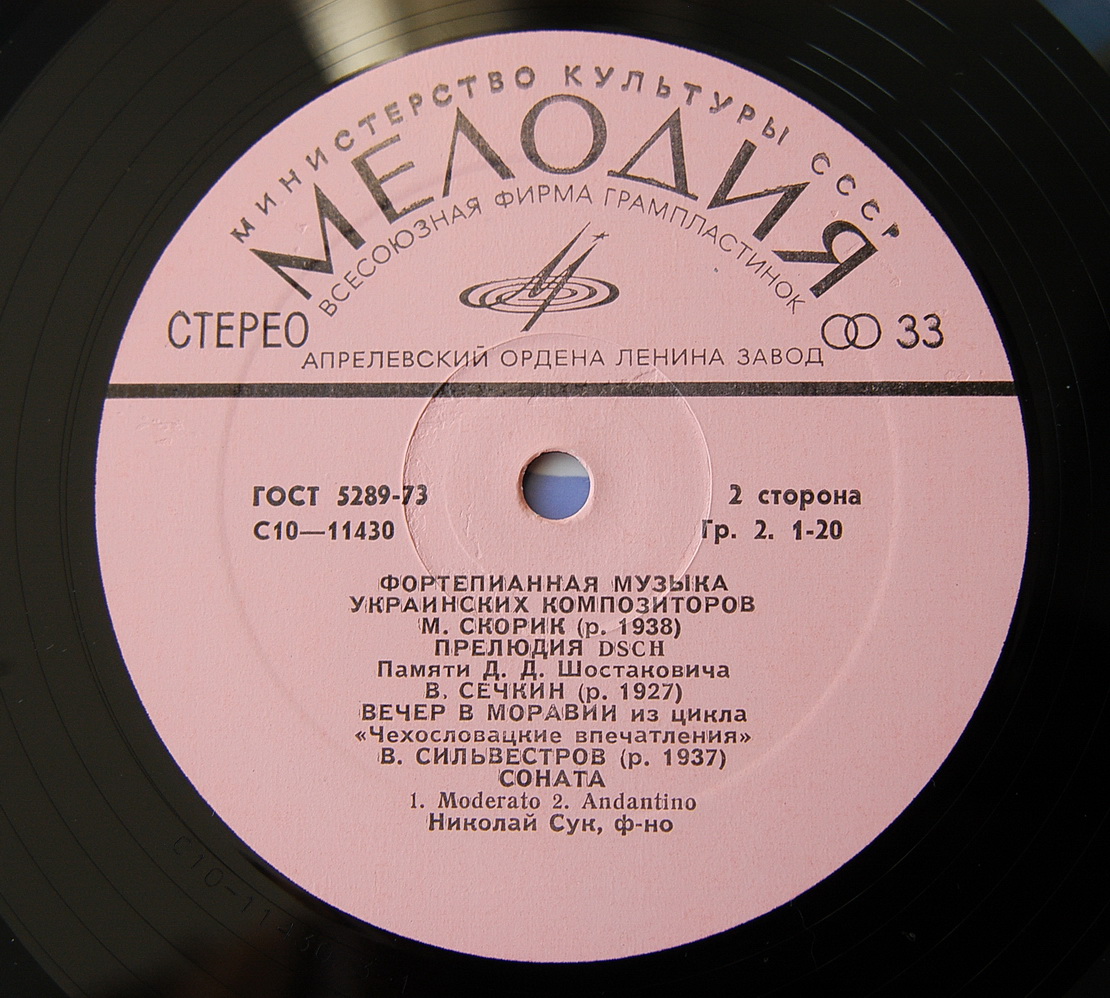 МИНИСТЕРСТВО КУЛЬТУРЫ СССР
МЕЛОДИЯ
ВСЕСОЮЗНАЯ ФИРМА ГРАМПЛАСТИНОК
СТЕРЕО
33
АПРЕЛЕВСКИЙ ОРДЕНА ЛЕНИНА ЗАВОД
ГОСТ 5289-73
2 сторона
С10—11430
Гр. 2. 1-20
ФОРТЕПИАННАЯ МУЗЫКА
УКРАИНСКИХ КОМПОЗИТОРОВ
М. СКОРИК (р. 1938)
ПРЕЛЮДИЯ DSCH
Памяти Д. Д. Шостаковича
В. СЕЧКИН (р. 1927)
ВЕЧЕР В МОРАВИИ из цикла
«Чехословацкие впечатления»
В. СИЛЬВЕСТРОВ (р. 1937)
СОНАТА
1. Moderato 2. Andantino
Николай Сук, ф-но